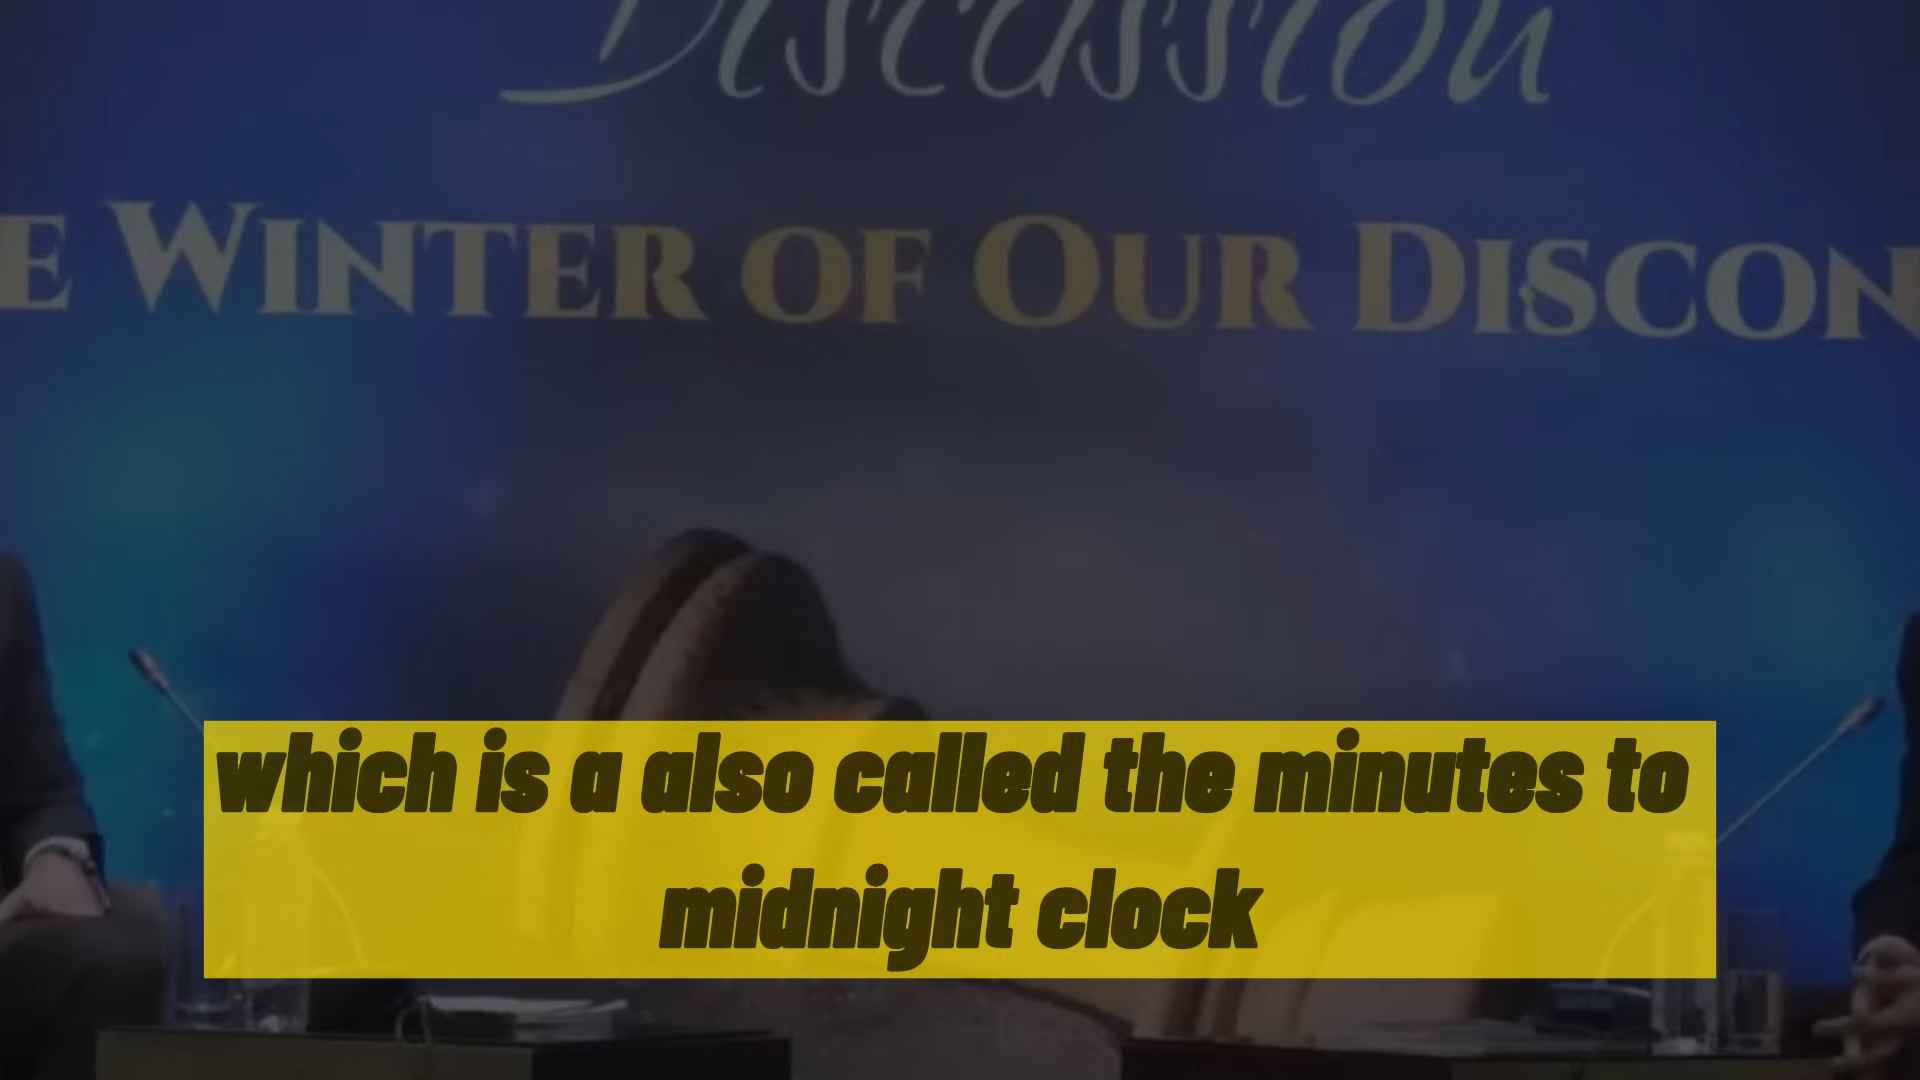 Discussion
E WINTER OF OUR DISCON
which is a also called the minutes to
midnight clock